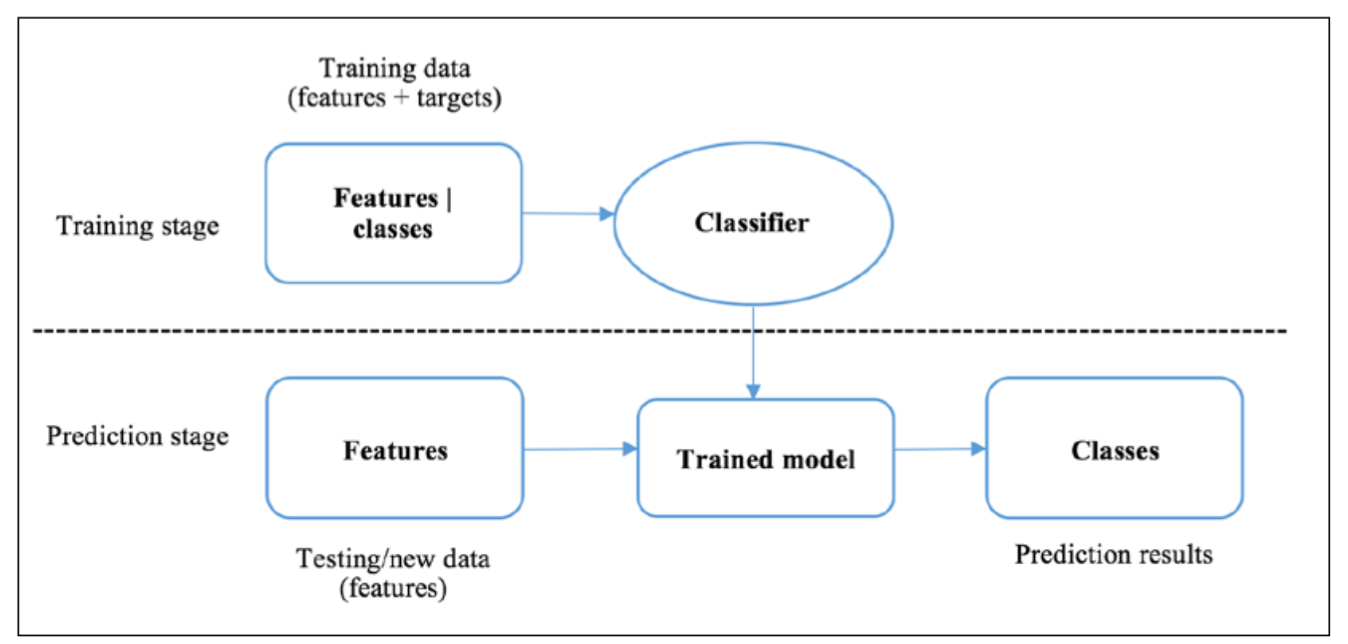 Training data
(features + targets)
Features |
classes
Classifier
Training stage
Prediction stage
Features
Trained model
Classes
Testing/new data
(features)
Prediction results